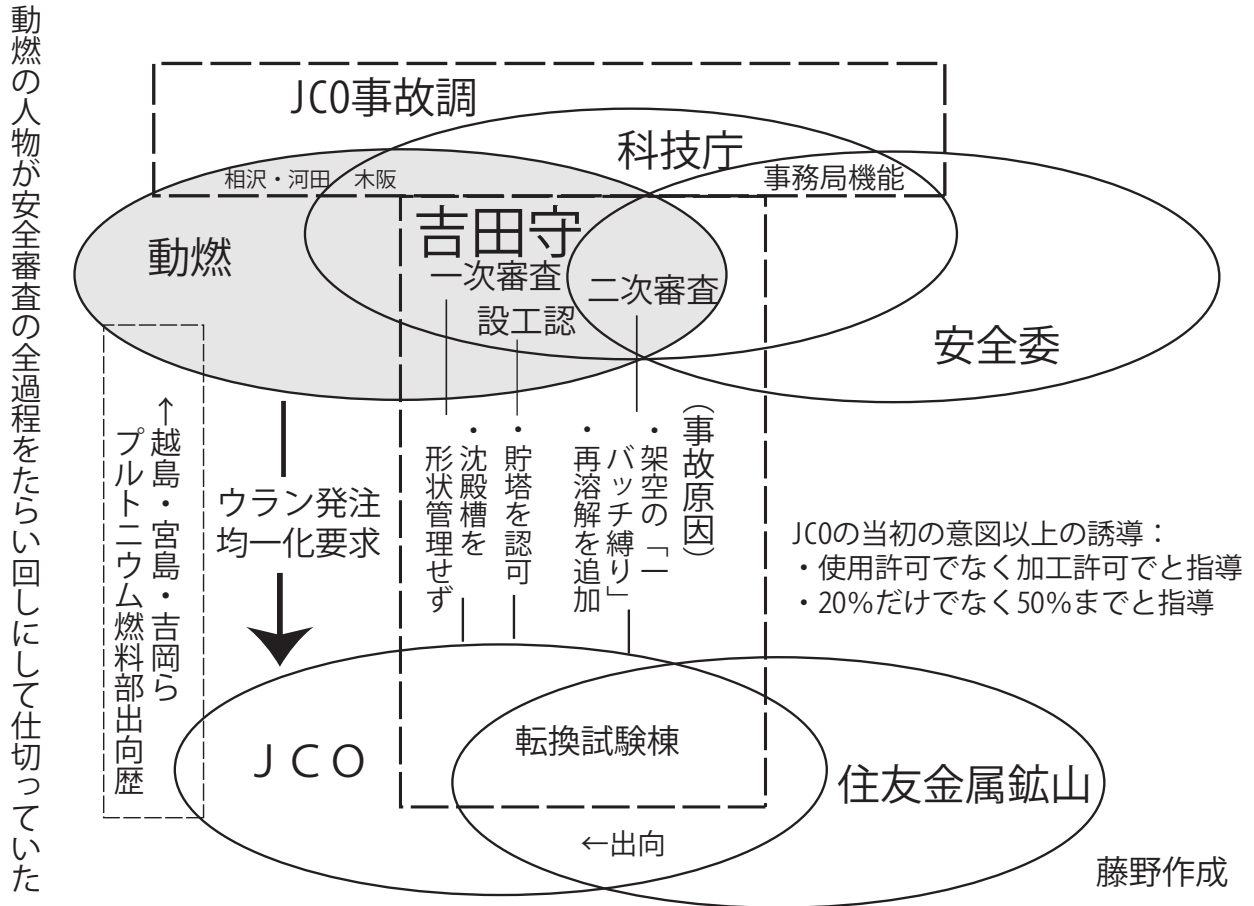 動燃の人物が安全審査の全過程をたらい回しにして仕切っていた
JCO事故調
科技庁
相沢・河田　木阪
事務局機能
吉田守
動燃
一次審査
二次審査
設工認
安全委
（事故原因）
・架空の「一
バッチ縛り」
・再溶解を追加
・貯塔を認可
・沈殿槽を
形状管理せず
ウラン発注
均一化要求
←越島・宮島・吉岡ら
プルトニウム燃料部出向歴
JCOの当初の意図以上の誘導：
・使用許可でなく加工許可でと指導
・20%だけでなく50%までと指導
転換試験棟
ＪＣＯ
住友金属鉱山
←出向
藤野作成